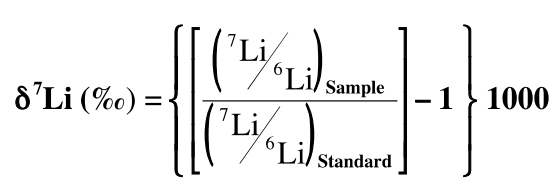 δ⁷Li (‰) = { [ (⁷Li/⁶Li)Sample / (⁷Li/⁶Li)Standard ] – 1 } 1000